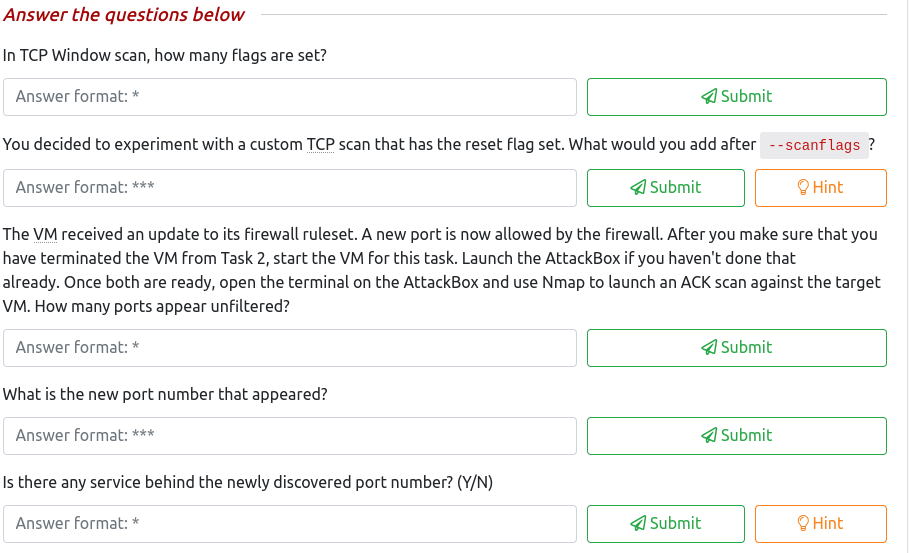 Answer the questions below
In TCP Window scan, how many flags are set?
Answer format: *
Submit
You decided to experiment with a custom TCP scan that has the reset flag set. What would you add after --scanflags ?
Answer format: ***
Submit
Hint
The VM received an update to its firewall ruleset. A new port is now allowed by the firewall. After you make sure that you
have terminated the VM from Task 2, start the VM for this task. Launch the AttackBox if you haven't done that
already. Once both are ready, open the terminal on the AttackBox and use Nmap to launch an ACK scan against the target
VM. How many ports appear unfiltered?
Answer format: *
Submit
What is the new port number that appeared?
Answer format: ***
Submit
Is there any service behind the newly discovered port number? (Y/N)
Answer format: *
Submit
Hint